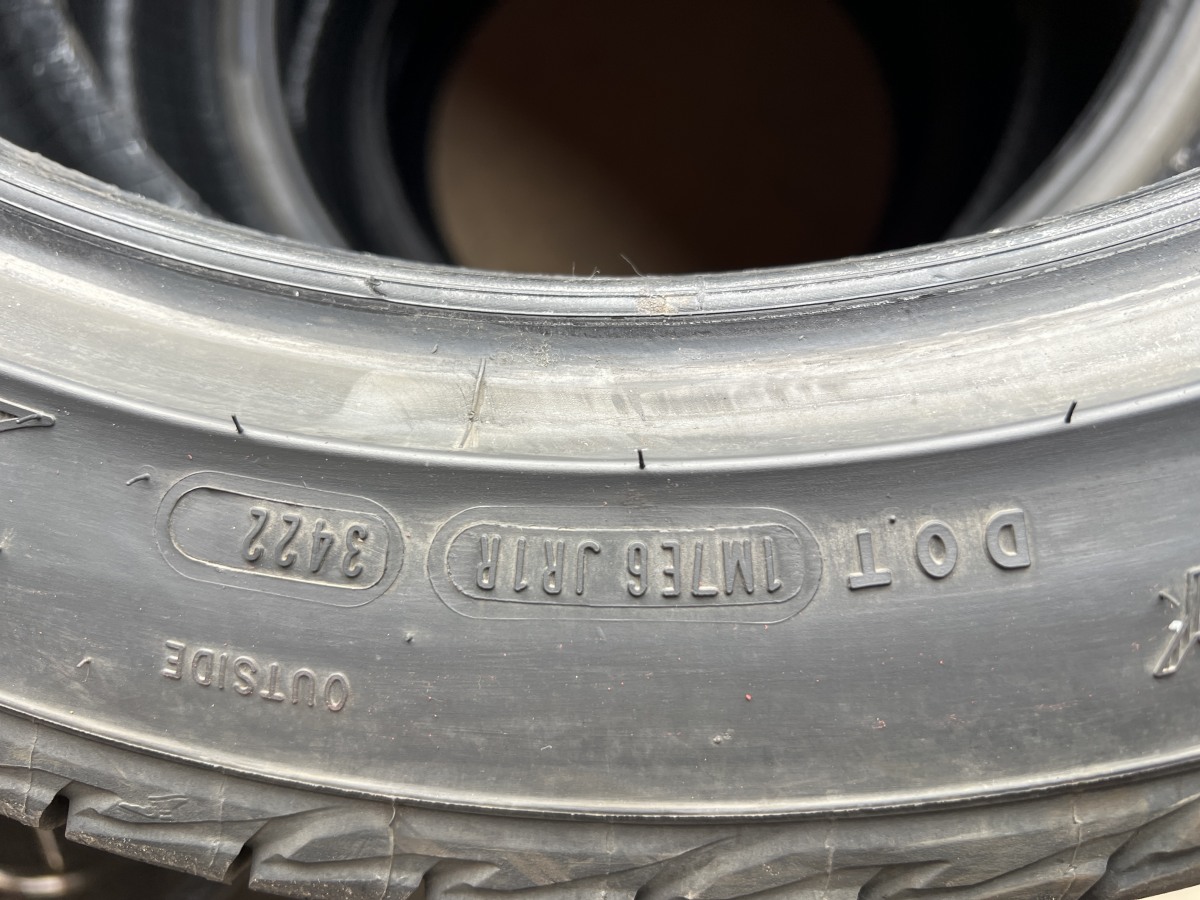 DOT 1M7E6 JR1R 3422
OUTSIDE